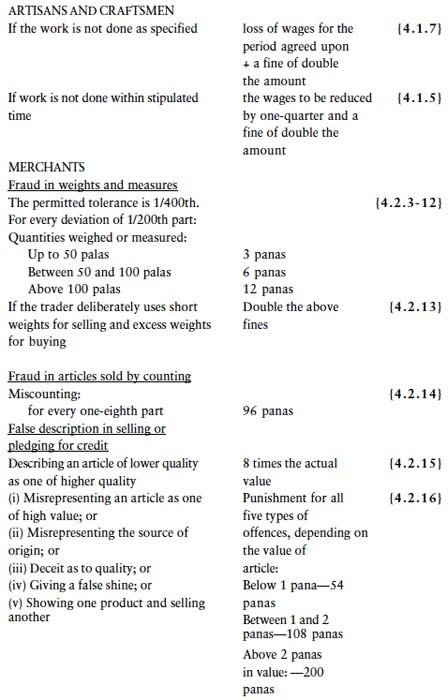 ARTISANS AND CRAFTSMEN
If the work is not done as specified loss of wages for the {4.1.7}
period agreed upon
+ a fine of double
the amount
If work is not done within stipulated the wages to be reduced {4.1.5}
time by one-quarter and a
fine of double the
amount
MERCHANTS
Fraud in weights and measures
The permitted tolerance is 1/400th. {4.2.3-12}
For every deviation of 1/200th part:
Quantities weighed or measured:
Up to 50 palas 3 panas
Between 50 and 100 palas 6 panas
Above 100 palas 12 panas
If the trader deliberately uses short Double the above {4.2.13}
weights for selling and excess weights fines
for buying
Fraud in articles sold by counting
Miscounting: {4.2.14}
for every one-eighth part 96 panas
False description in selling or
pledging for credit
Describing an article of lower quality 8 times the actual {4.2.15}
as one of higher quality value
(i) Misrepresenting an article as one Punishment for all {4.2.16}
of high value; or five types of
(ii) Misrepresenting the source of offences, depending on
origin; or the value of
(iii) Deceit as to quality; or article:
(iv) Giving a false shine; or Below 1 pana—54
(v) Showing one product and selling panas
another Between 1 and 2
panas—108 panas
Above 2 panas
in value: —200
panas